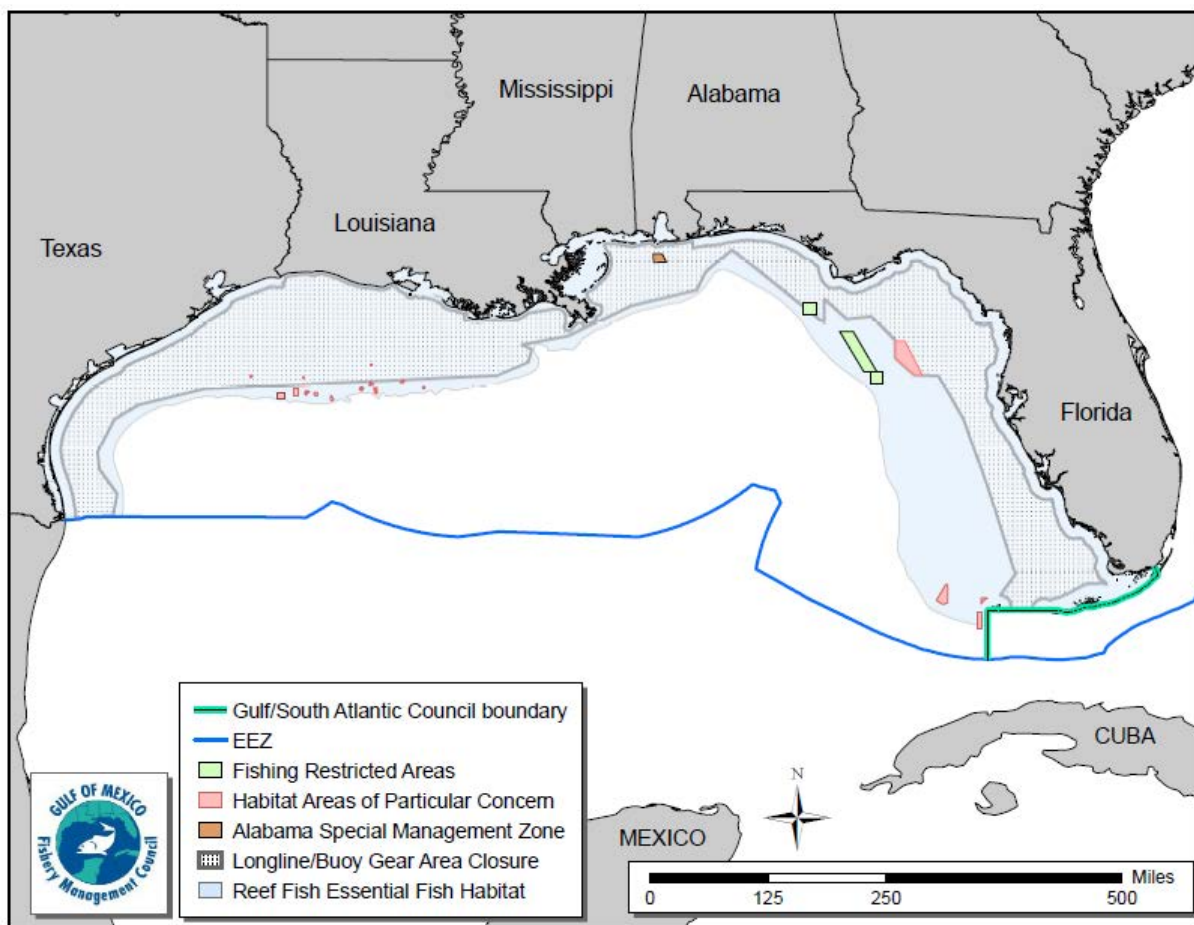 Mississippi
Alabama
Louisiana
Texas
Florida
Gulf/South Atlantic Council boundary
EEZ
Fishing Restricted Areas
Habitat Areas of Particular Concern
Alabama Special Management Zone
Longline/Buoy Gear Area Closure
Reef Fish Essential Fish Habitat
GULF OF MEXICO
Fishery Management Council
MEXICO
CUBA
N
Miles
0 125 250 500